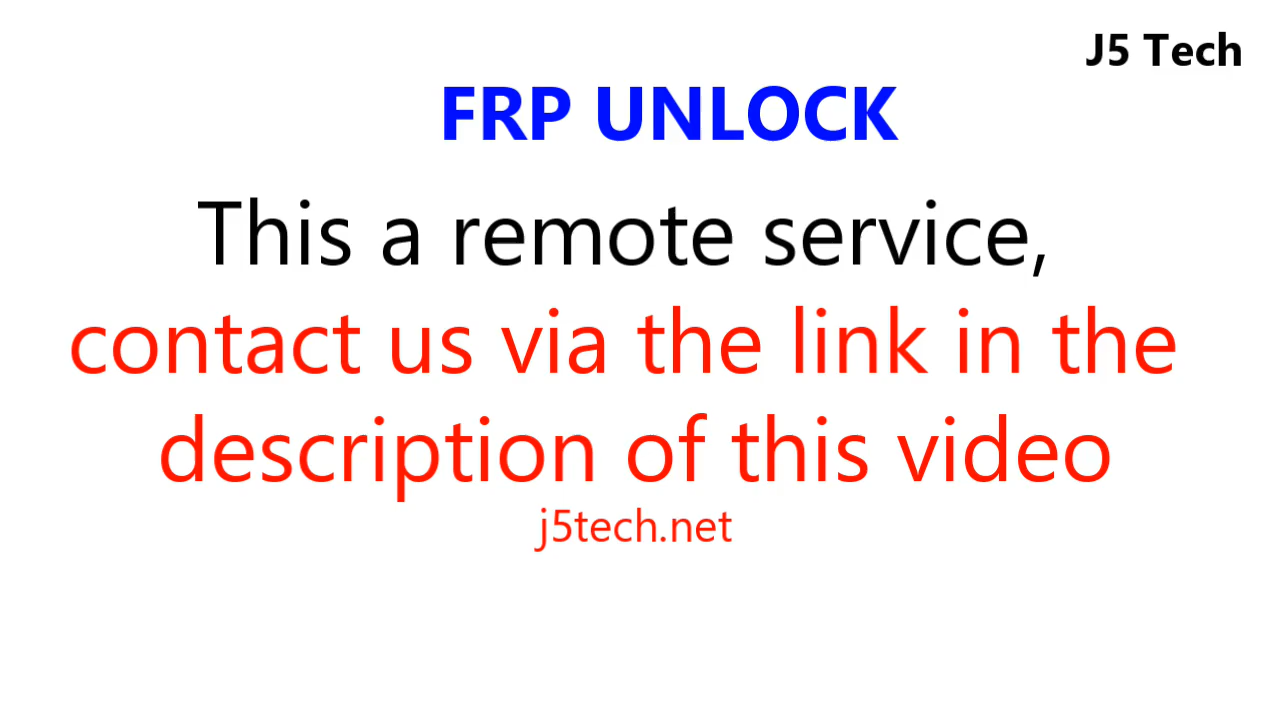 J5 Tech
FRP UNLOCK
This a remote service,
contact us via the link in the
description of this video
j5tech.net